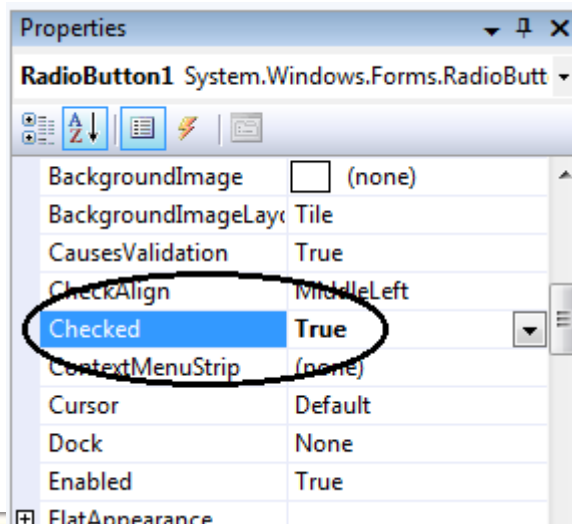 Properties
RadioButton1 System.Windows.Forms.RadioButt
BackgroundImage (none)
BackgroundImageLay Tile
CausesValidation True
CheckAlign MiddleLeft
Checked True
ContextMenuStrip (none)
Cursor Default
Dock None
Enabled True
FlatAppearance